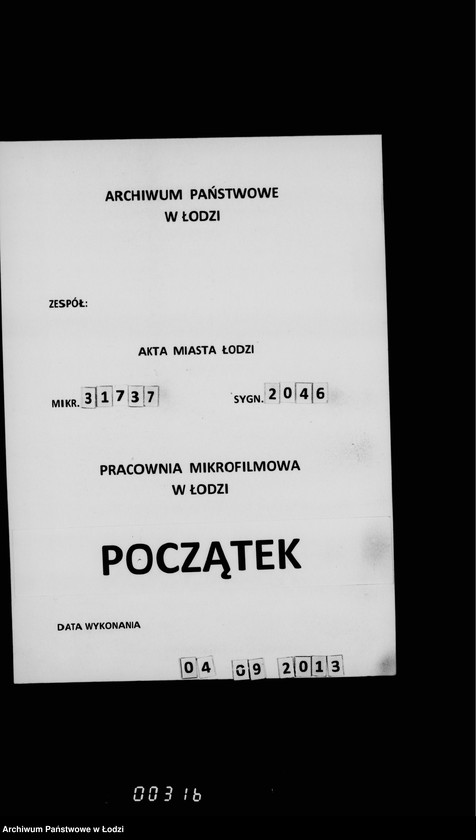 ARCHIWUM PAŃSTWOWE
W ŁODZI
ZESPÓŁ:
AKTA MIASTA ŁODZI
MIKR. 31737 SYGN. 2046
PRACOWNIA MIKROFILMOWA
W ŁODZI
POCZĄTEK
DATA WYKONANIA
04 09 2013
00316
Archiwum Państwowe w Łodzi